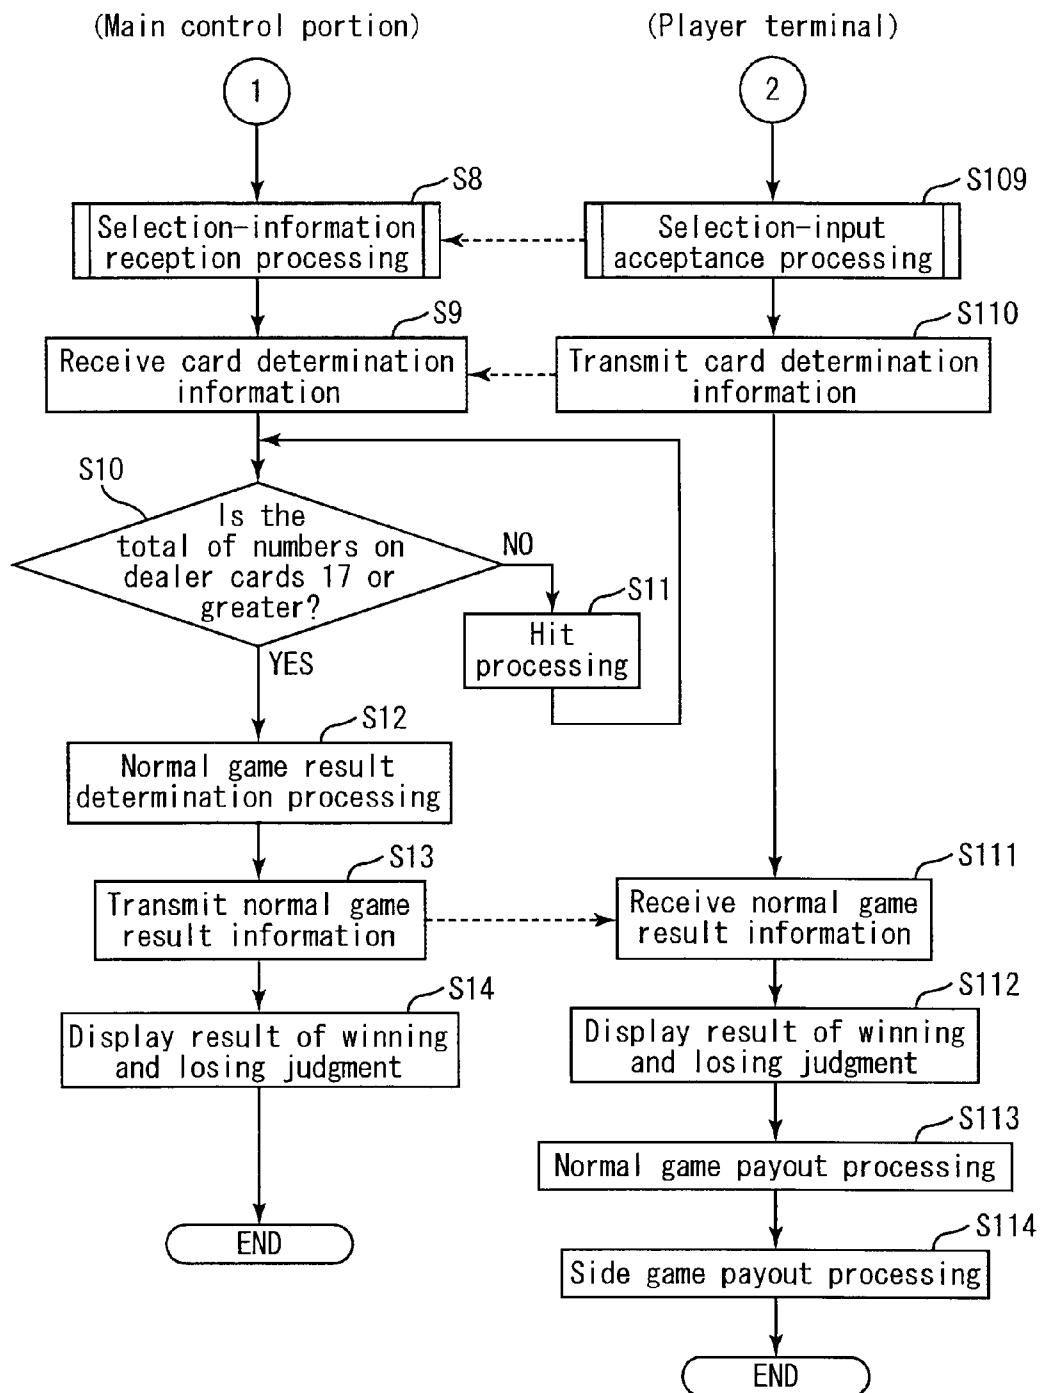 (Main control portion)
(Player terminal)
1
2
S8
Selection-information
reception processing
S109
Selection-input
acceptance processing
S9
Receive card determination
information
S110
Transmit card determination
information
S10
Is the
total of numbers on
dealer cards 17 or
greater?
NO
S11
Hit
processing
YES
S12
Normal game result
determination processing
S13
Transmit normal game
result information
S111
Receive normal game
result information
S14
Display result of winning
and losing judgment
S112
Display result of winning
and losing judgment
S113
Normal game payout processing
END
S114
Side game payout processing
END